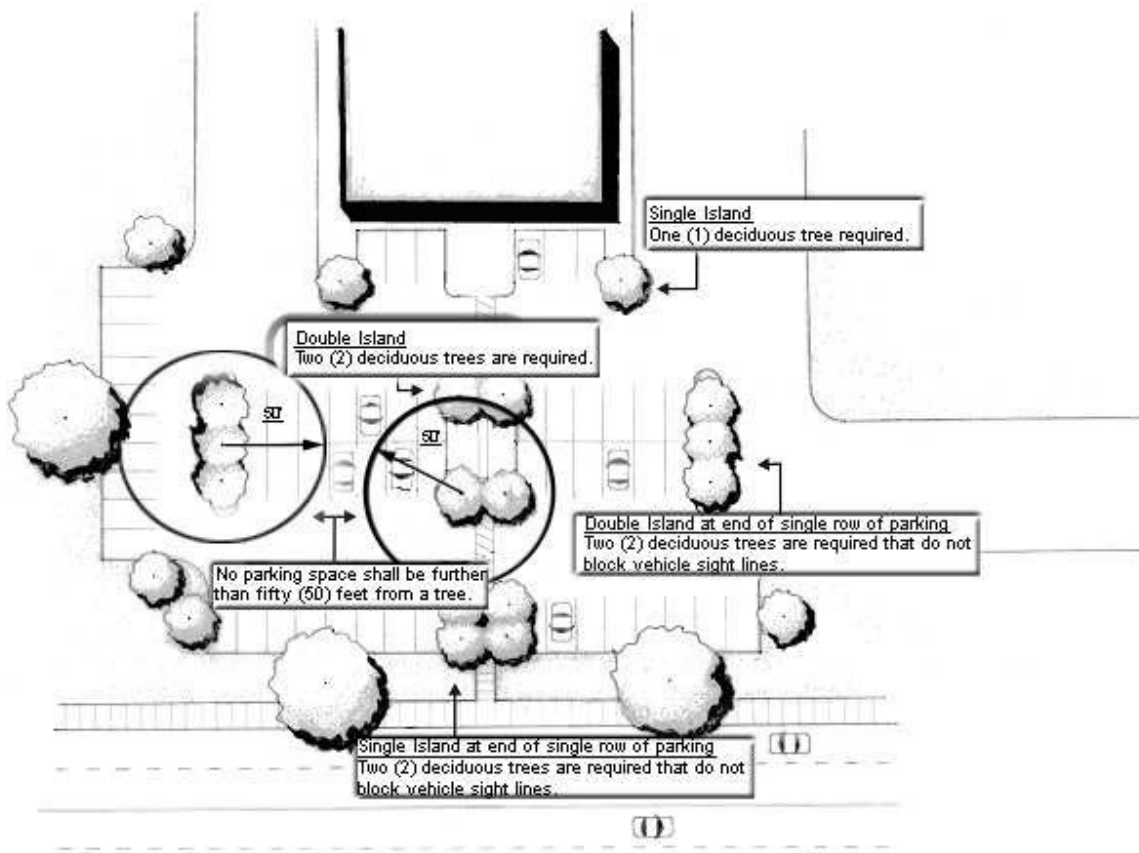 Single Island
One (1) deciduous tree required.
Double Island
Two (2) deciduous trees are required.
50'
50'
Double Island at end of single row of parking
Two (2) deciduous trees are required that do not
block vehicle sight lines.
No parking space shall be further
than fifty (50) feet from a tree.
Single Island at end of single row of parking
Two (2) deciduous trees are required that do not
block vehicle sight lines.